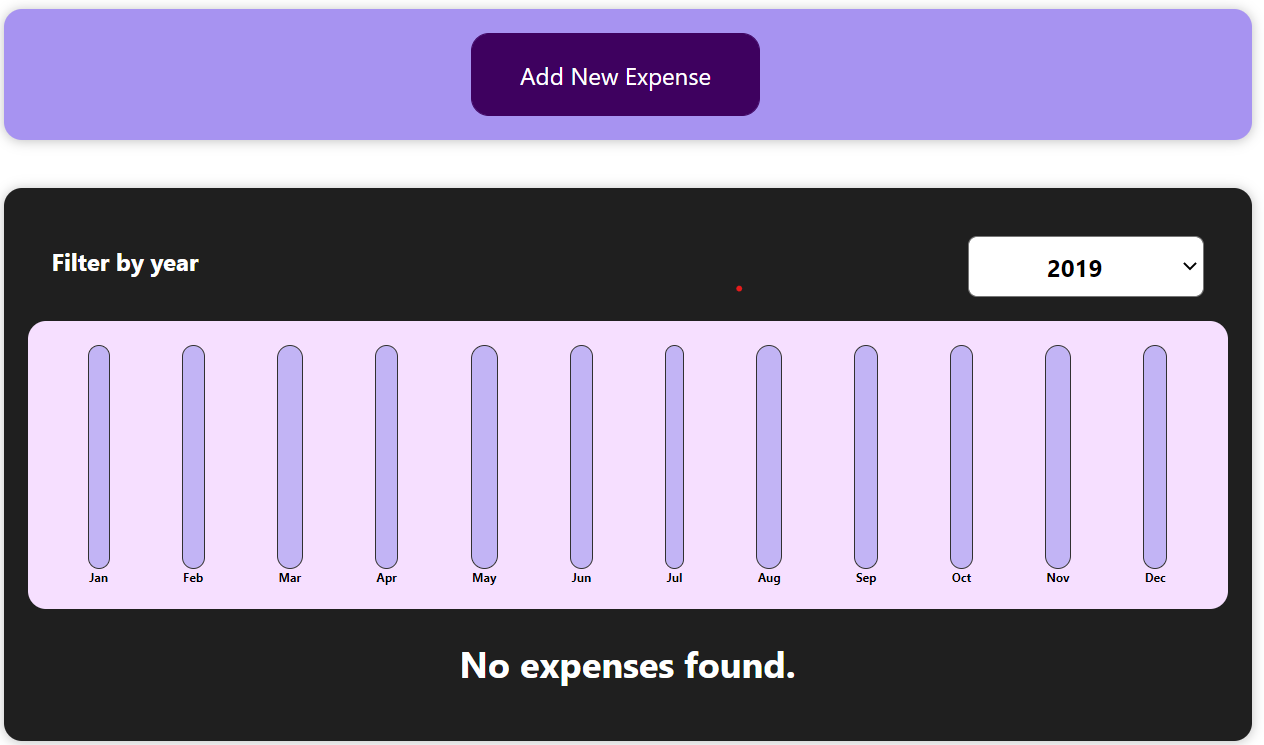 Add New Expense
Filter by year
2019
Jan Feb Mar Apr May Jun Jul Aug Sep Oct Nov Dec
No expenses found.